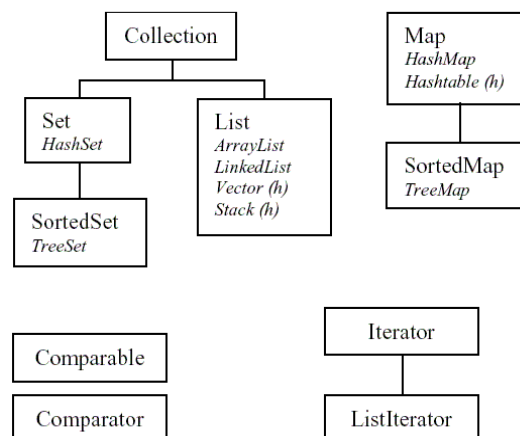 Collection
Map
HashMap
Hashtable (h)
Set
HashSet
List
ArrayList
LinkedList
Vector (h)
Stack (h)
SortedMap
TreeMap
SortedSet
TreeSet
Iterator
Comparable
Comparator
ListIterator